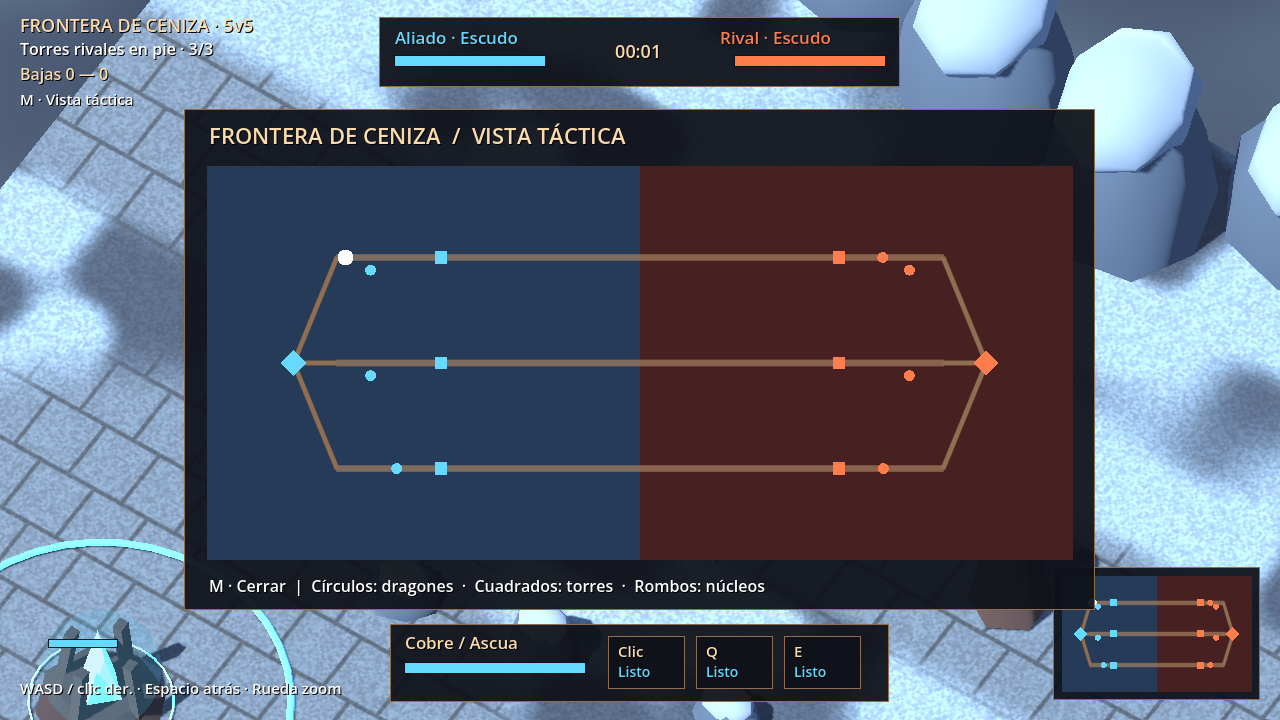 FRONTERA DE CENIZA · 5v5
Torres rivales en pie · 3/3
Bajas 0 — 0
M · Vista táctica
Aliado · Escudo
00:01
Rival · Escudo
FRONTERA DE CENIZA / VISTA TÁCTICA
M · Cerrar | Círculos: dragones · Cuadrados: torres · Rombos: núcleos
Cobre / Ascua
Clic
Listo
Q
Listo
E
Listo
WASD / clic der. · Espacio atrás · Rueda zoom